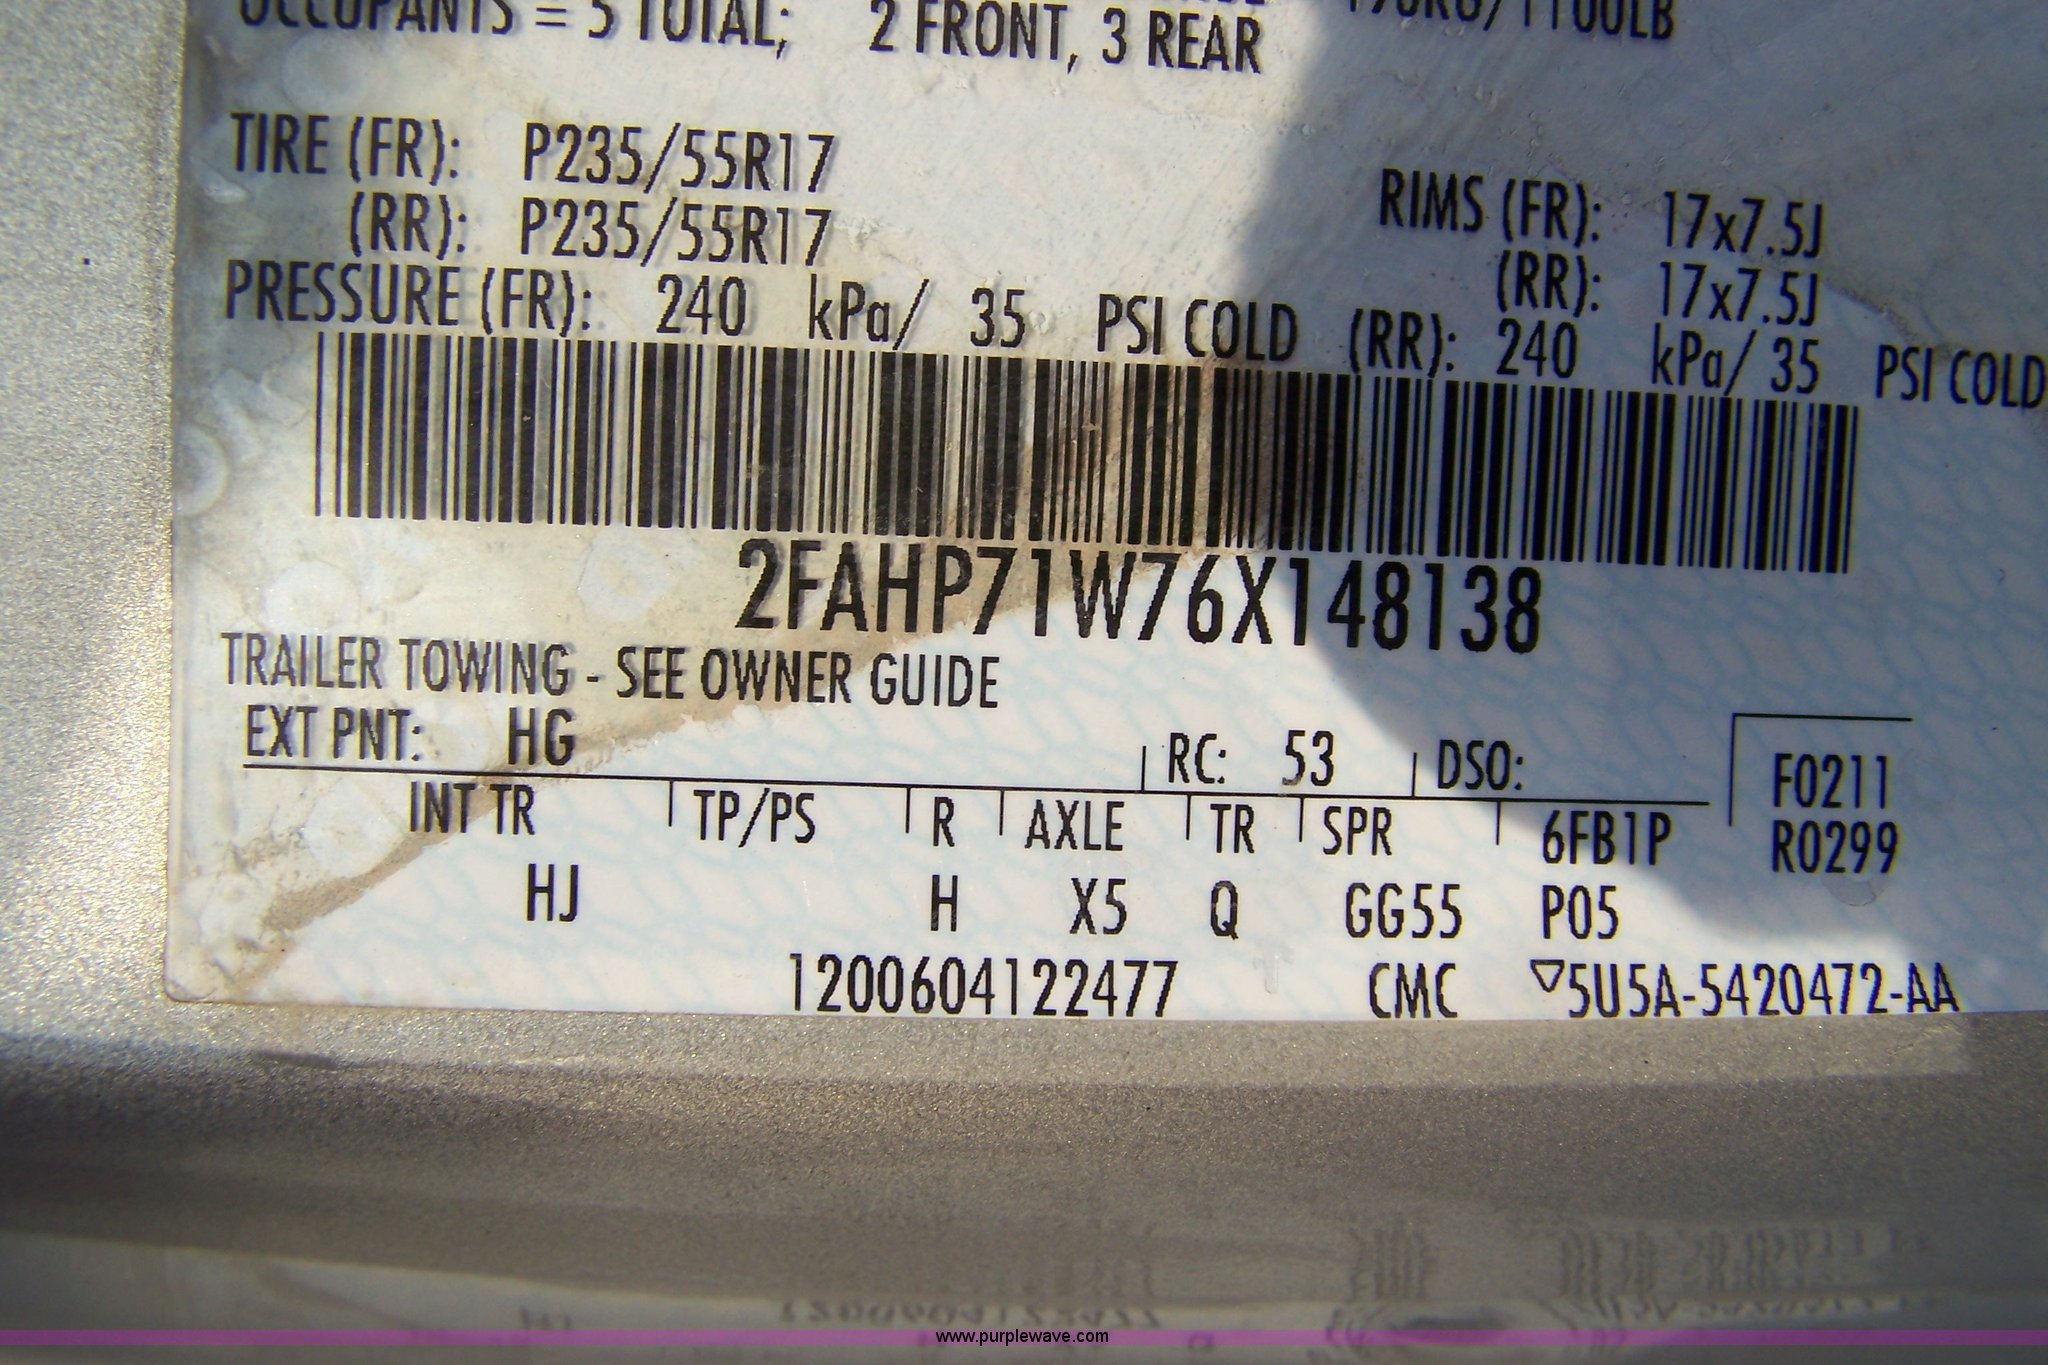 OCCUPANTS = 5 TOTAL; 2 FRONT, 3 REAR
TIRE (FR): P235/55R17
(RR): P235/55R17
RIMS (FR): 17x7.5J
(RR): 17x7.5J
PRESSURE (FR): 240 kPa/ 35 PSI COLD (RR): 240 kPa/ 35 PSI COLD
2FAHP71W76X148138
TRAILER TOWING - SEE OWNER GUIDE
EXT PNT: HG RC: 53 DSO:
F0211
R0299
INT TR TP/PS R AXLE TR SPR 6FB1P
HJ H X5 Q GG55 P05
1200604122477 CMC ▽5U5A-5420472-AA
www.purplewave.com